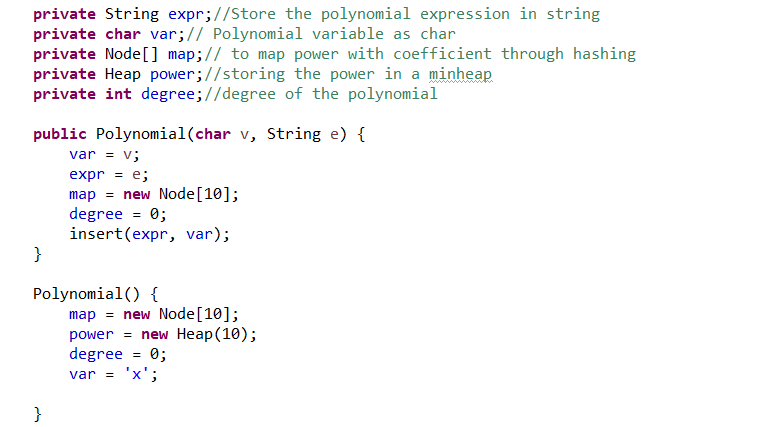 private String expr;//Store the polynomial expression in string
private char var;// Polynomial variable as char
private Node[] map;// to map power with coefficient through hashing
private Heap power;//storing the power in a minheap
private int degree;//degree of the polynomial
public Polynomial(char v, String e) {
var = v;
expr = e;
map = new Node[10];
degree = 0;
insert(expr, var);
}
Polynomial() {
map = new Node[10];
power = new Heap(10);
degree = 0;
var = 'x';
}